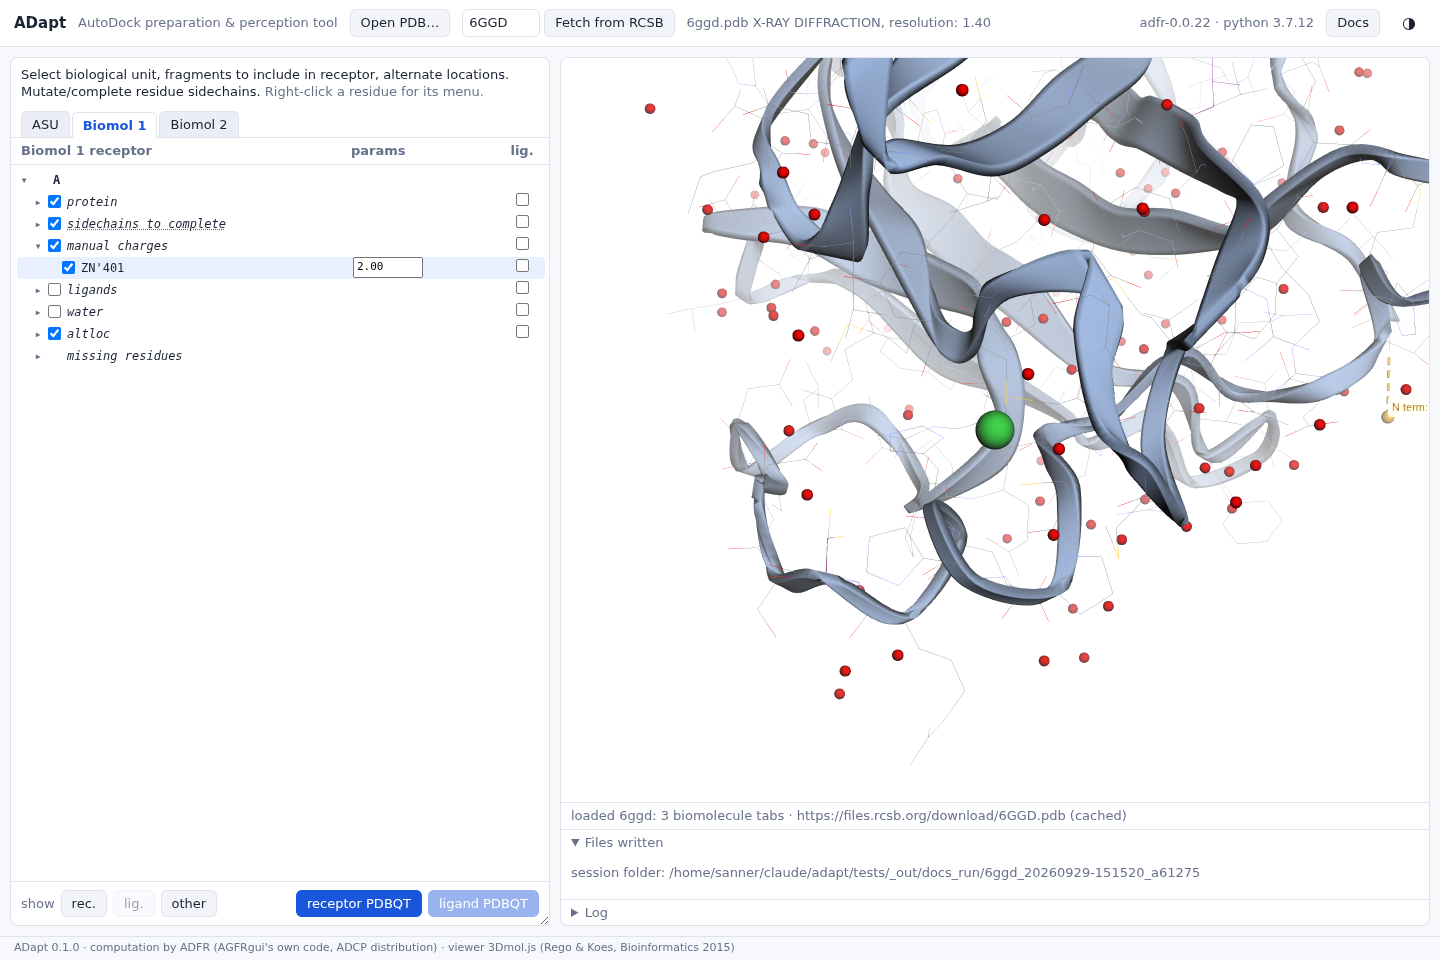 ADapt AutoDock preparation & perception tool Open PDB... 6GGD Fetch from RCSB 6ggd.pdb X-RAY DIFFRACTION, resolution: 1.40 adfr-0.0.22 · python 3.7.12 Docs
Select biological unit, fragments to include in receptor, alternate locations.
Mutate/complete residue sidechains. Right-click a residue for its menu.
ASU Biomol 1 Biomol 2
Biomol 1 receptor params lig.
A
protein
sidechains to complete
manual charges
ZN'401 2.00
ligands
water
altloc
missing residues
show rec. lig. other receptor PDBQT ligand PDBQT
N term:
loaded 6ggd: 3 biomolecule tabs · https://files.rcsb.org/download/6GGD.pdb (cached)
Files written
session folder: /home/sanner/claude/adapt/tests/_out/docs_run/6ggd_20260929-151520_a61275
Log
ADapt 0.1.0 · computation by ADFR (AGFRgui's own code, ADCP distribution) · viewer 3Dmol.js (Rego & Koes, Bioinformatics 2015)